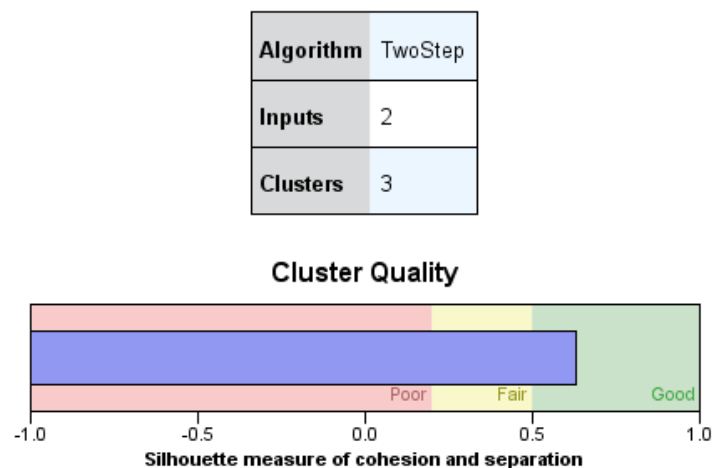 Algorithm TwoStep
Inputs 2
Clusters 3
Cluster Quality
Poor Fair Good
-1.0 -0.5 0.0 0.5 1.0
Silhouette measure of cohesion and separation